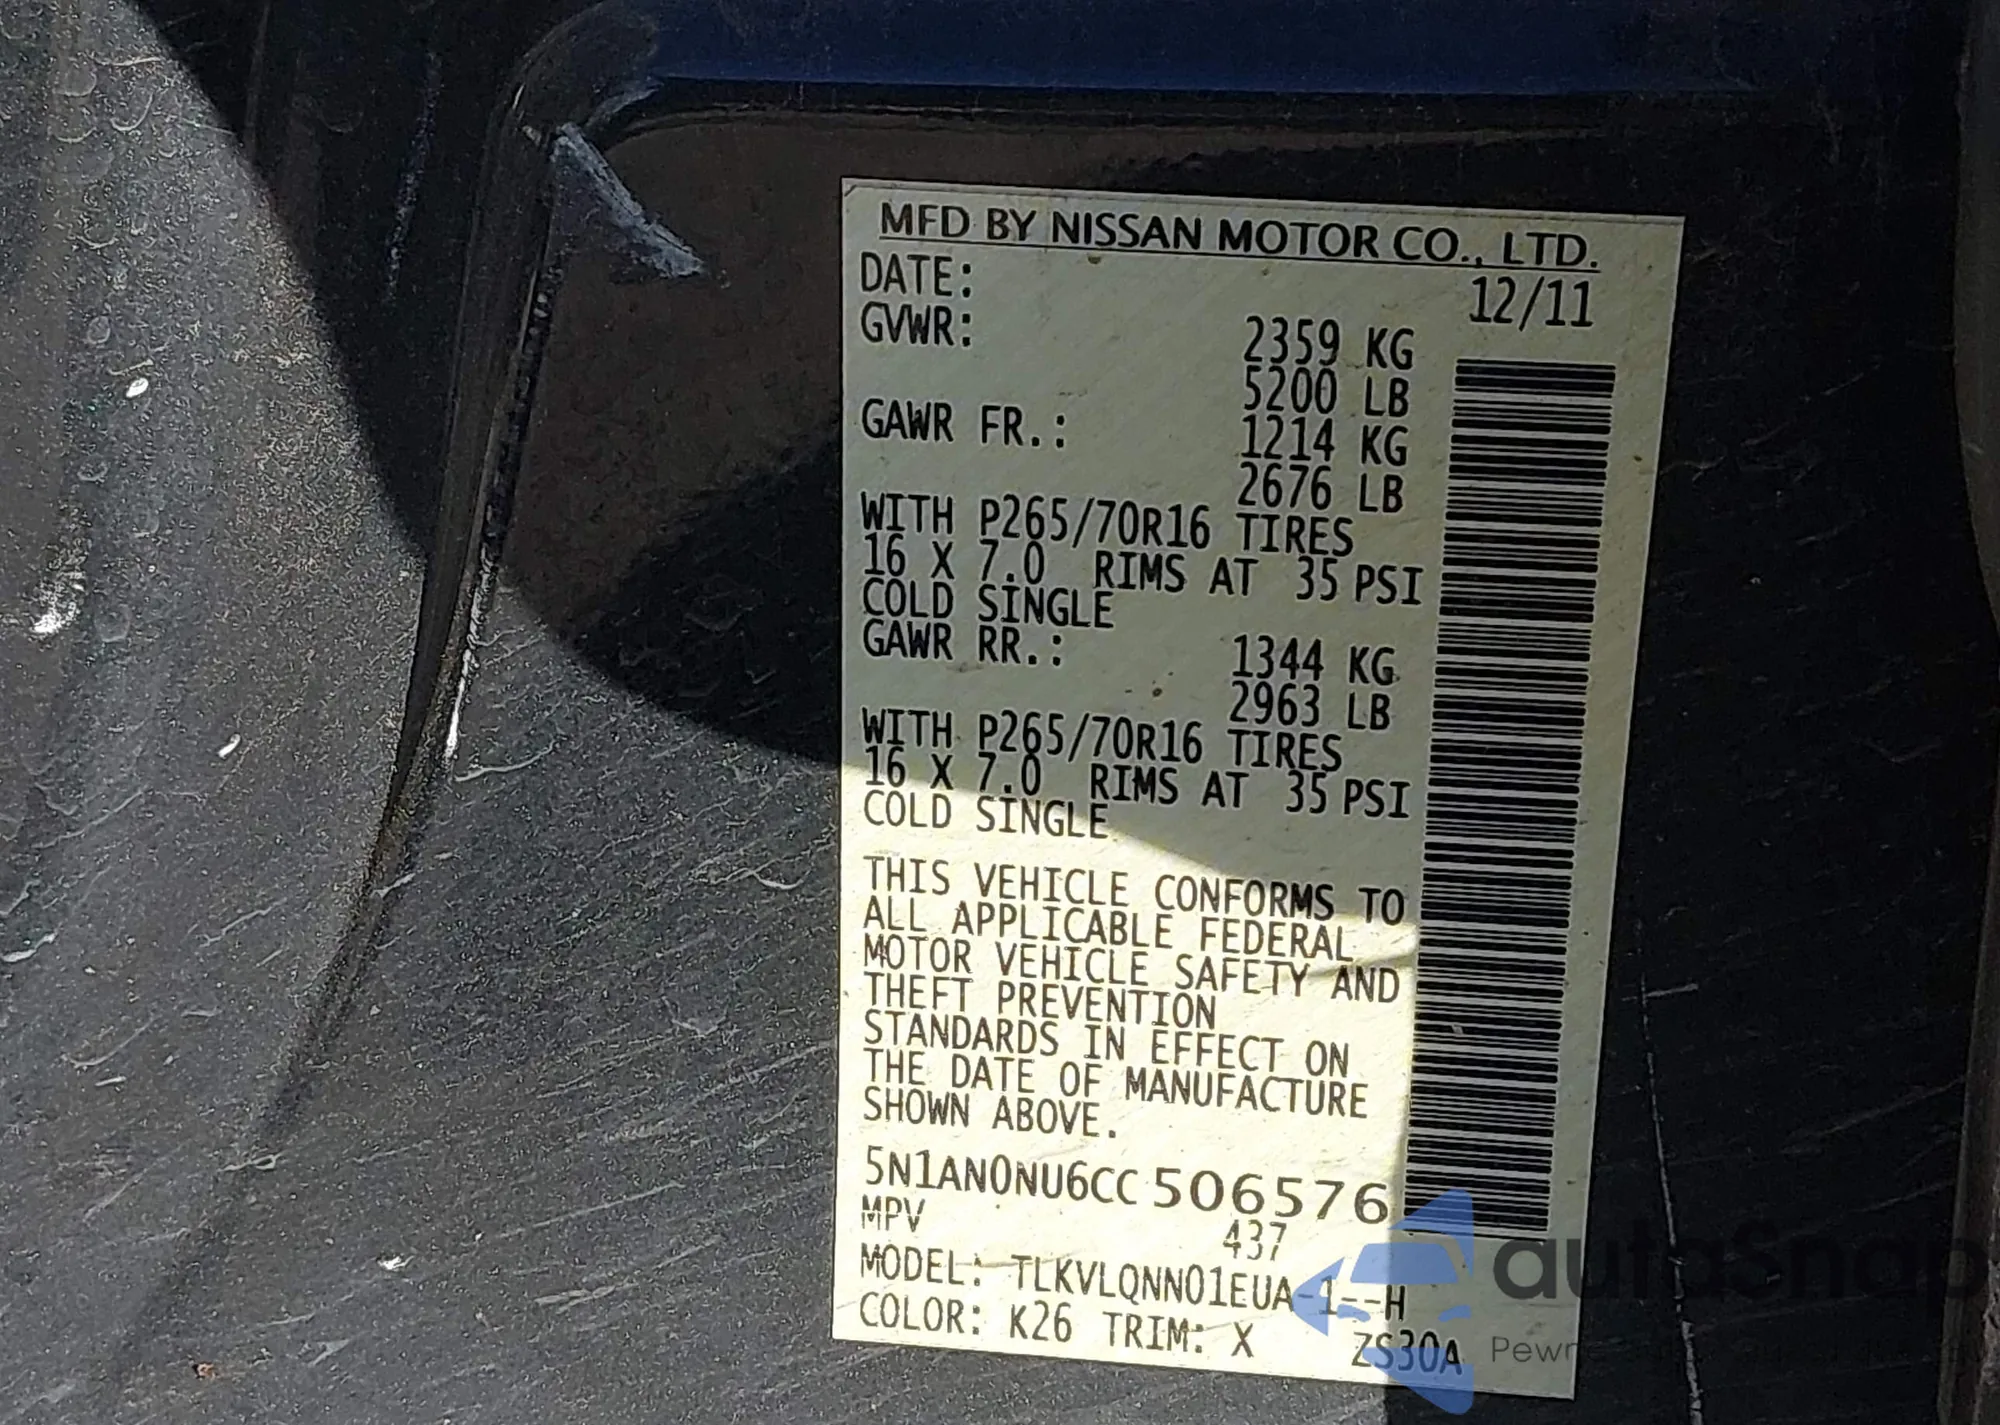 MFD BY NISSAN MOTOR CO., LTD.
DATE: 12/11
GVWR: 2359 KG
5200 LB
GAWR FR.: 1214 KG
2676 LB
WITH P265/70R16 TIRES
16 X 7.0 RIMS AT 35 PSI
COLD SINGLE
GAWR RR.: 1344 KG
2963 LB
WITH P265/70R16 TIRES
16 X 7.0 RIMS AT 35 PSI
COLD SINGLE
THIS VEHICLE CONFORMS TO
ALL APPLICABLE FEDERAL
MOTOR VEHICLE SAFETY AND
THEFT PREVENTION
STANDARDS IN EFFECT ON
THE DATE OF MANUFACTURE
SHOWN ABOVE.
5N1AN0NU6CC 506576
MPV 437
MODEL: TLKVLQNN01EUA-1--H
COLOR: K26 TRIM: X ZS30A
autaSnap